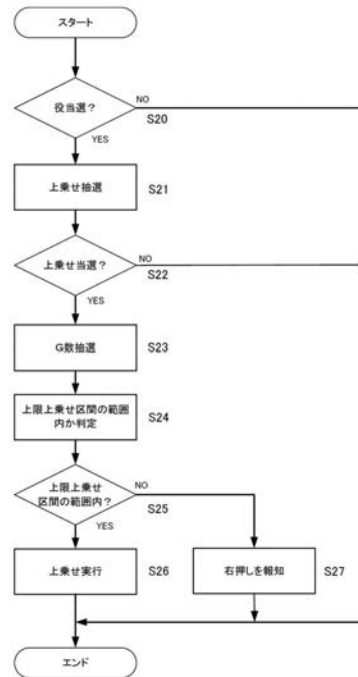 スタート
役当選？
NO
S20
YES
上乗せ抽選
S21
上乗せ当選？
NO
S22
YES
G数抽選
S23
上限上乗せ区間の範囲
内か判定
S24
上限上乗せ
区間の範囲内？
NO
S25
YES
上乗せ実行
S26
右押しを報知
S27
エンド